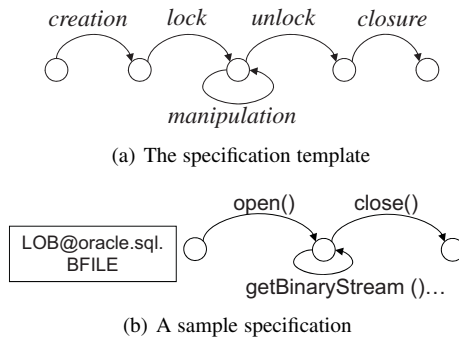 creation lock unlock closure
manipulation
(a) The specification template
open() close()
LOB@oracle.sql.
BFILE
getBinaryStream ()...
(b) A sample specification